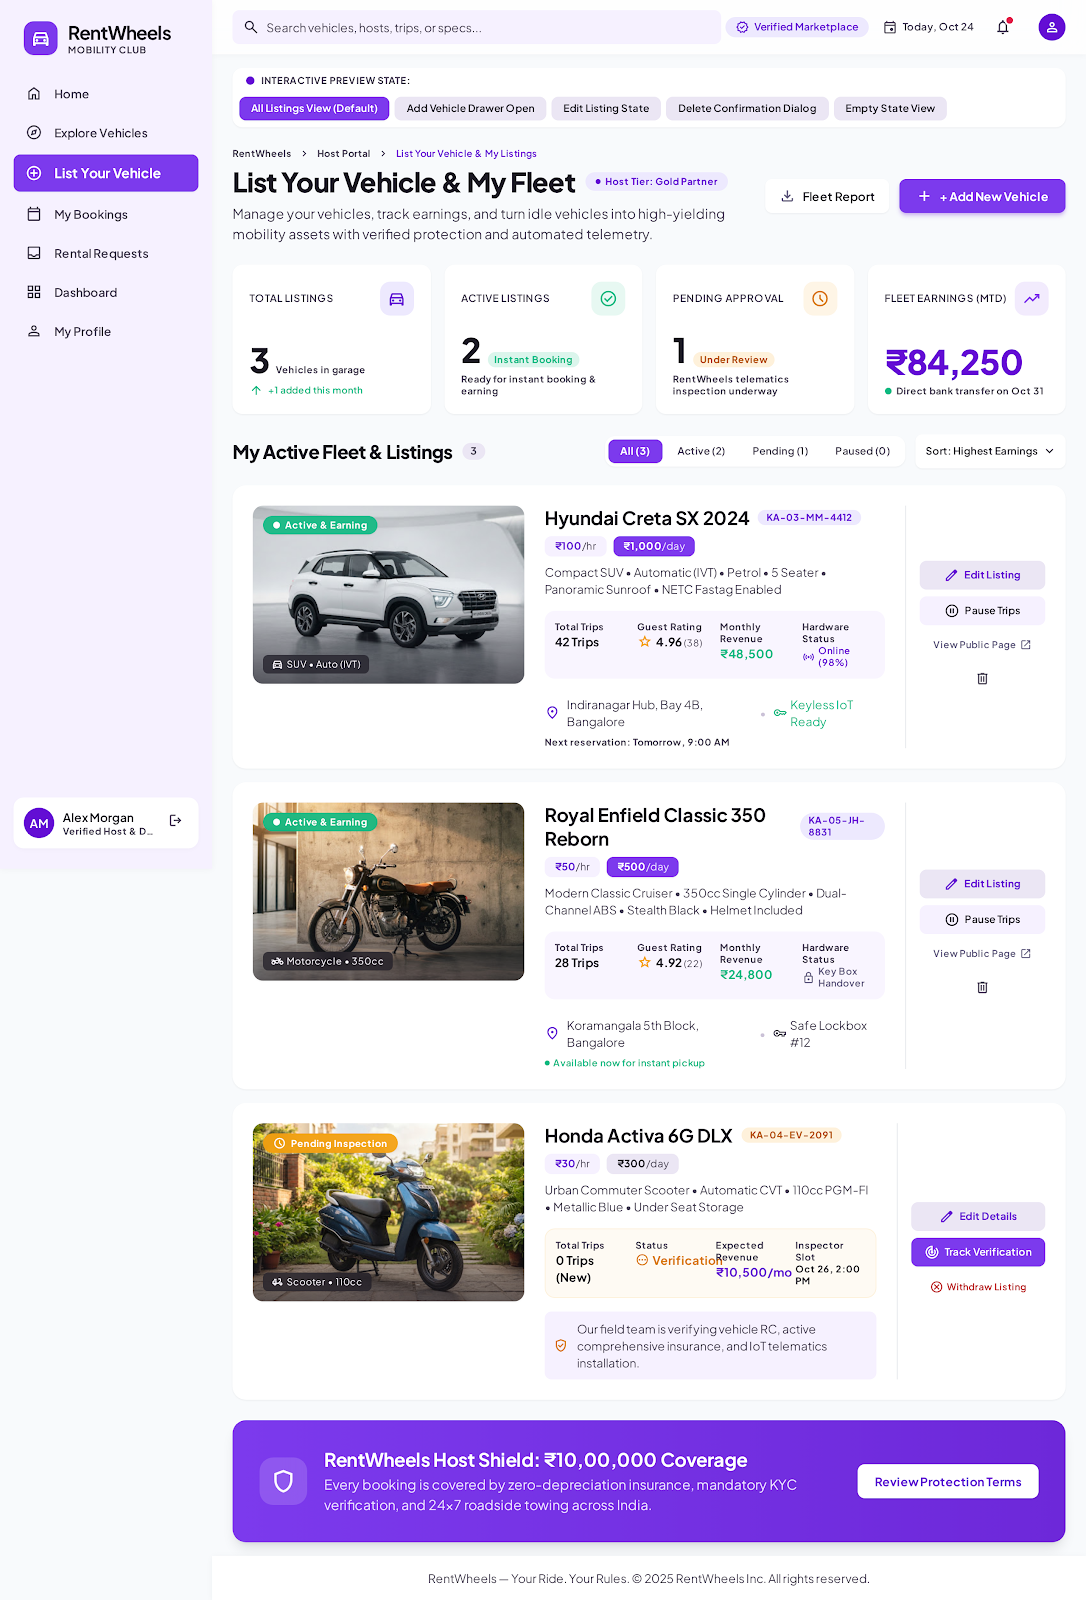 RentWheels
MOBILITY CLUB
Home
Explore Vehicles
List Your Vehicle
My Bookings
Rental Requests
Dashboard
My Profile
AM
Alex Morgan
Verified Host & D...
Search vehicles, hosts, trips, or specs...
Verified Marketplace
Today, Oct 24
INTERACTIVE PREVIEW STATE:
All Listings View (Default)
Add Vehicle Drawer Open
Edit Listing State
Delete Confirmation Dialog
Empty State View
RentWheels > Host Portal > List Your Vehicle & My Listings
List Your Vehicle & My Fleet
• Host Tier: Gold Partner
Manage your vehicles, track earnings, and turn idle vehicles into high-yielding
mobility assets with verified protection and automated telemetry.
Fleet Report
+ Add New Vehicle
TOTAL LISTINGS
3 Vehicles in garage
+1 added this month
ACTIVE LISTINGS
2 Instant Booking
Ready for instant booking &
earning
PENDING APPROVAL
1 Under Review
RentWheels telematics
inspection underway
FLEET EARNINGS (MTD)
₹84,250
Direct bank transfer on Oct 31
My Active Fleet & Listings 3
All (3)
Active (2)
Pending (1)
Paused (0)
Sort: Highest Earnings
Active & Earning
SUV • Auto (IVT)
Hyundai Creta SX 2024
KA-03-MM-4412
₹100/hr
₹1,000/day
Compact SUV • Automatic (IVT) • Petrol • 5 Seater •
Panoramic Sunroof • NETC Fastag Enabled
Total Trips
42 Trips
Guest Rating
4.96 (38)
Monthly
Revenue
₹48,500
Hardware
Status
Online
(98%)
Indiranagar Hub, Bay 4B,
Bangalore
• Keyless IoT
Ready
Next reservation: Tomorrow, 9:00 AM
Edit Listing
Pause Trips
View Public Page
Active & Earning
Motorcycle • 350cc
Royal Enfield Classic 350
Reborn
KA-05-JH-
8831
₹50/hr
₹500/day
Modern Classic Cruiser • 350cc Single Cylinder • Dual-
Channel ABS • Stealth Black • Helmet Included
Total Trips
28 Trips
Guest Rating
4.92 (22)
Monthly
Revenue
₹24,800
Hardware
Status
Key Box
Handover
Koramangala 5th Block,
Bangalore
• Safe Lockbox
#12
Available now for instant pickup
Edit Listing
Pause Trips
View Public Page
Pending Inspection
Scooter • 110cc
Honda Activa 6G DLX
KA-04-EV-2091
₹30/hr
₹300/day
Urban Commuter Scooter • Automatic CVT • 110cc PGM-FI
• Metallic Blue • Under Seat Storage
Total Trips
0 Trips
(New)
Status
Verification
Expected
Revenue
₹10,500/mo
Inspector
Slot
Oct 26, 2:00
PM
Our field team is verifying vehicle RC, active
comprehensive insurance, and IoT telematics
installation.
Edit Details
Track Verification
Withdraw Listing
RentWheels Host Shield: ₹10,00,000 Coverage
Every booking is covered by zero-depreciation insurance, mandatory KYC
verification, and 24×7 roadside towing across India.
Review Protection Terms
RentWheels — Your Ride. Your Rules. © 2025 RentWheels Inc. All rights reserved.